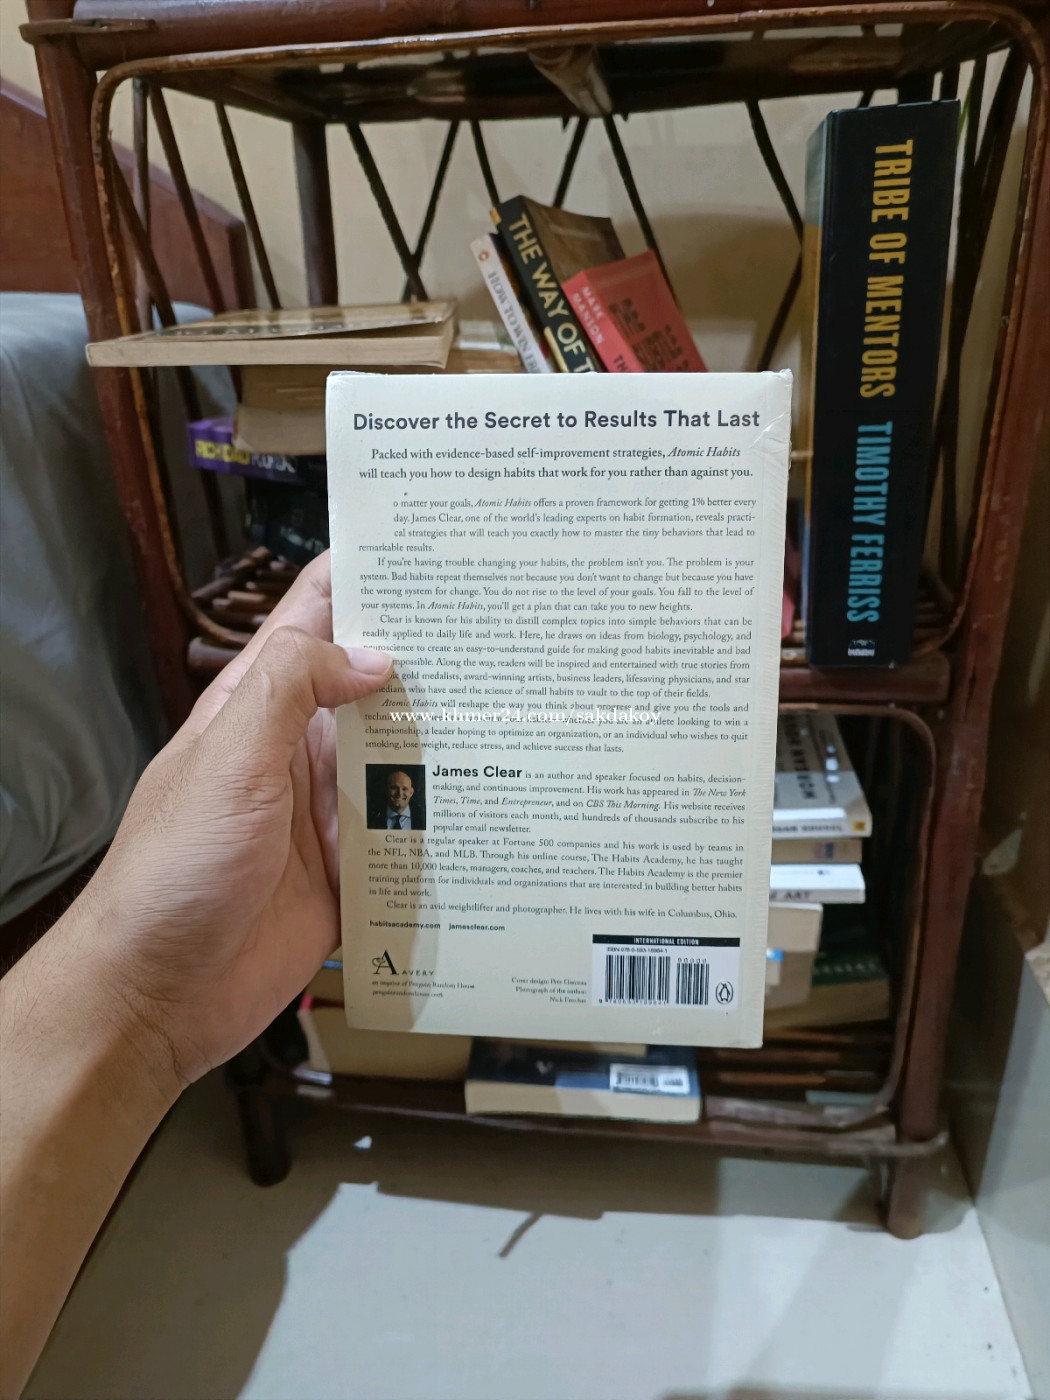 TRIBE OF MENTORS TIMOTHY FERRISS
THE WAY OF
MARK
MANSON
HOW TO WIN
Discover the Secret to Results That Last
Packed with evidence-based self-improvement strategies, Atomic Habits
will teach you how to design habits that work for you rather than against you.
o matter your goals, Atomic Habits offers a proven framework for getting 1% better every
day. James Clear, one of the world's leading experts on habit formation, reveals practi-
cal strategies that will teach you exactly how to master the tiny behaviors that lead to
remarkable results.
If you're having trouble changing your habits, the problem isn't you. The problem is your
system. Bad habits repeat themselves not because you don't want to change but because you have
the wrong system for change. You do not rise to the level of your goals. You fall to the level of
your systems. In Atomic Habits, you'll get a plan that can take you to new heights.
Clear is known for his ability to distill complex topics into simple behaviors that can be
readily applied to daily life and work. Here, he draws on ideas from biology, psychology, and
neuroscience to create an easy-to-understand guide for making good habits inevitable and bad
impossible. Along the way, readers will be inspired and entertained with true stories from
gold medalists, award-winning artists, business leaders, lifesaving physicians, and star
who have used the science of small habits to vault to the top of their fields.
Atomic Habits will reshape the way you think about progress and give you the tools and
www.khmer24.com/sakdakov
looking to win a
championship, a leader hoping to optimize an organization, or an individual who wishes to quit
smoking, lose weight, reduce stress, and achieve success that lasts.
James Clear is an author and speaker focused on habits, decision-
making, and continuous improvement. His work has appeared in The New York
Times, Time, and Entrepreneur, and on CBS This Morning. His website receives
millions of visitors each month, and hundreds of thousands subscribe to his
popular email newsletter.
Clear is a regular speaker at Fortune 500 companies and his work is used by teams in
the NFL, NBA, and MLB. Through his online course, The Habits Academy, he has taught
more than 10,000 leaders, managers, coaches, and teachers. The Habits Academy is the premier
training platform for individuals and organizations that are interested in building better habits
in life and work.
Clear is an avid weightlifter and photographer. He lives with his wife in Columbus, Ohio.
habitsacademy.com jamesclear.com
AVERY
an imprint of Penguin Random House
penguinrandomhouse.com
Photograph of the author:
INTERNATIONAL EDITION
90000